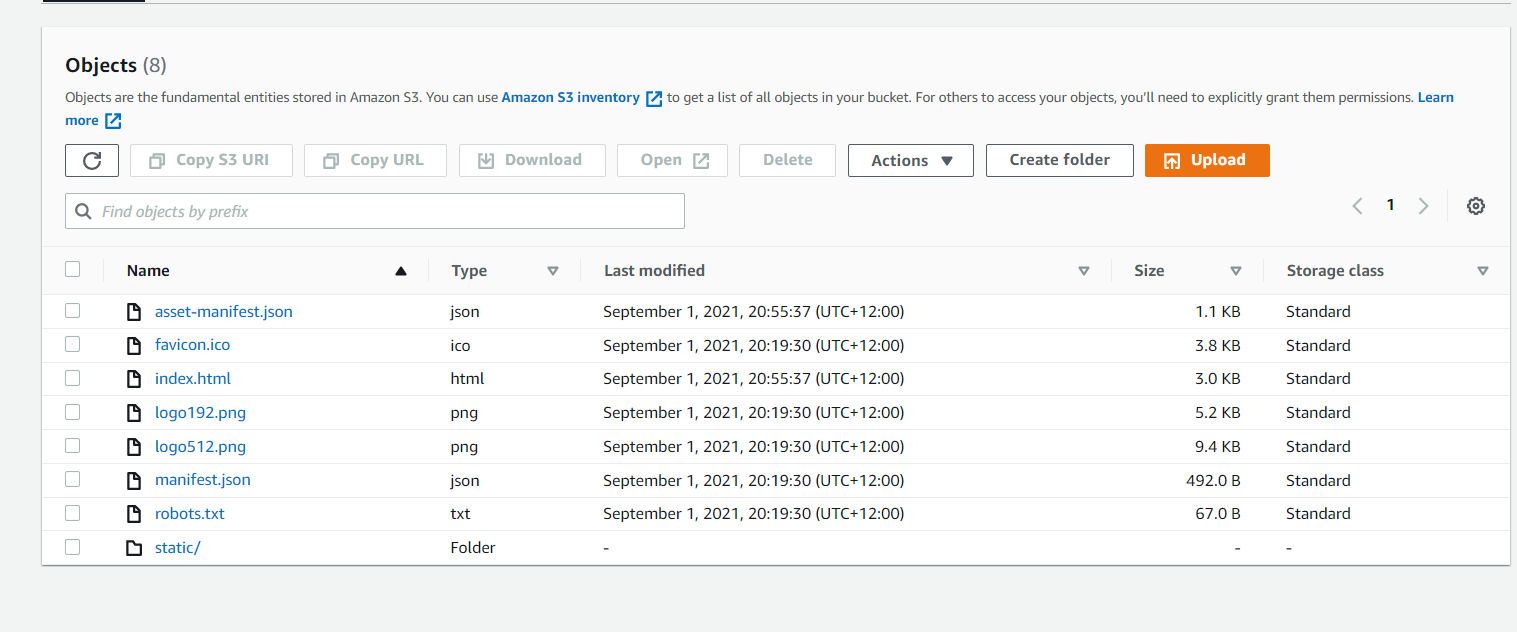 Objects (8)
Objects are the fundamental entities stored in Amazon S3. You can use Amazon S3 inventory to get a list of all objects in your bucket. For others to access your objects, you'll need to explicitly grant them permissions. Learn
more
Copy S3 URI Copy URL Download Open Delete Actions Create folder Upload
Find objects by prefix 1
Name Type Last modified Size Storage class
asset-manifest.json json September 1, 2021, 20:55:37 (UTC+12:00) 1.1 KB Standard
favicon.ico ico September 1, 2021, 20:19:30 (UTC+12:00) 3.8 KB Standard
index.html html September 1, 2021, 20:55:37 (UTC+12:00) 3.0 KB Standard
logo192.png png September 1, 2021, 20:19:30 (UTC+12:00) 5.2 KB Standard
logo512.png png September 1, 2021, 20:19:30 (UTC+12:00) 9.4 KB Standard
manifest.json json September 1, 2021, 20:19:30 (UTC+12:00) 492.0 B Standard
robots.txt txt September 1, 2021, 20:19:30 (UTC+12:00) 67.0 B Standard
static/ Folder - - -